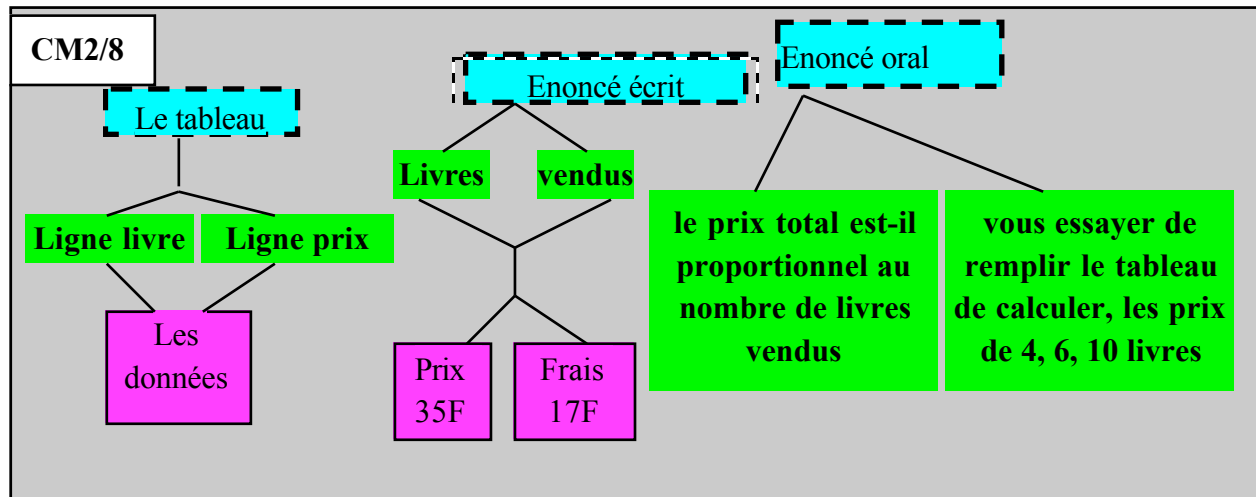 CM2/8
Le tableau
Ligne livre
Ligne prix
Les
données
Enoncé écrit
Livres
vendus
Prix
35F
Frais
17F
Enoncé oral
le prix total est-il
proportionnel au
nombre de livres
vendus
vous essayer de
remplir le tableau
de calculer, les prix
de 4, 6, 10 livres